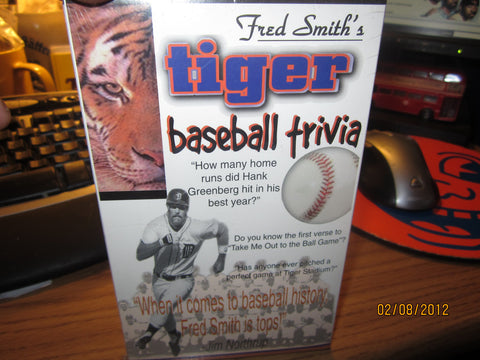 Fred Smith's
tiger
baseball trivia
"How many home
runs did Hank
Greenberg hit in his
best year?"
Do you know the first verse to
"Take Me Out to the Ball Game"?
"Has anyone ever pitched a
perfect game at Tiger Stadium?"
"When it comes to baseball history,
Fred Smith is tops!"
Jim Northrup
02/08/2012